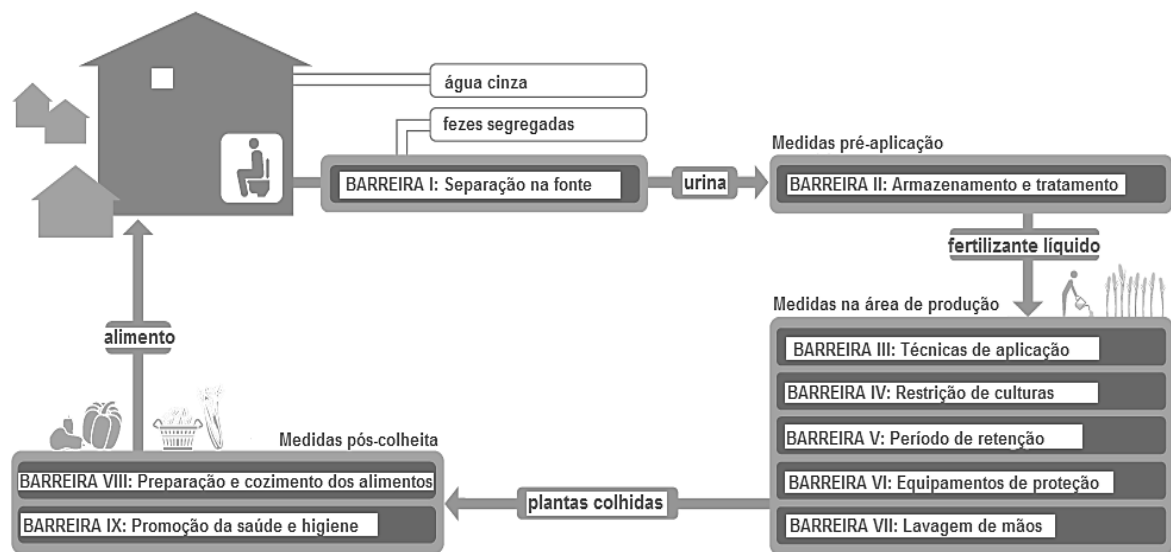 água cinza
fezes segregadas
BARREIRA I: Separação na fonte
urina
Medidas pré-aplicação
BARREIRA II: Armazenamento e tratamento
fertilizante líquido
Medidas na área de produção
BARREIRA III: Técnicas de aplicação
BARREIRA IV: Restrição de culturas
BARREIRA V: Período de retenção
BARREIRA VI: Equipamentos de proteção
BARREIRA VII: Lavagem de mãos
plantas colhidas
Medidas pós-colheita
BARREIRA VIII: Preparação e cozimento dos alimentos
BARREIRA IX: Promoção da saúde e higiene
alimento